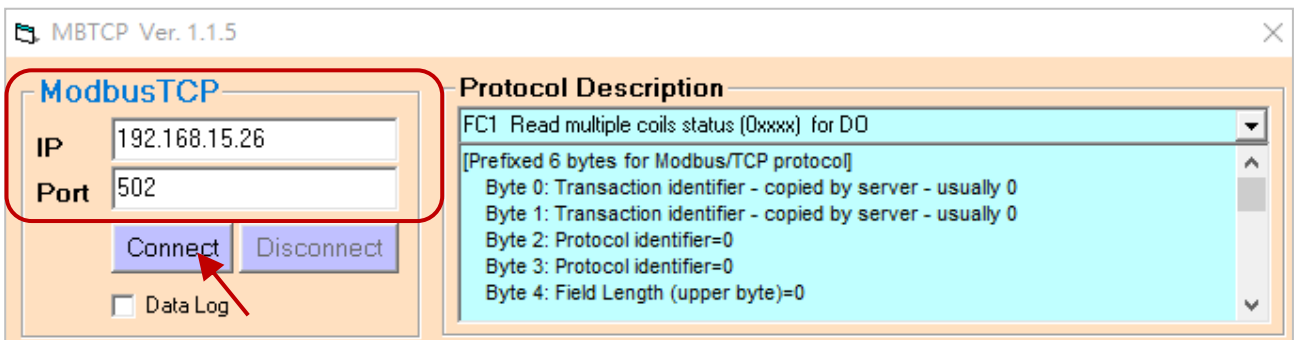 MBTCP Ver. 1.1.5
ModbusTCP
IP 192.168.15.26
Port 502
Connect Disconnect
Data Log
Protocol Description
FC1 Read multiple coils status (0xxxx) for DO
[Prefixed 6 bytes for Modbus/TCP protocol]
Byte 0: Transaction identifier - copied by server - usually 0
Byte 1: Transaction identifier - copied by server - usually 0
Byte 2: Protocol identifier=0
Byte 3: Protocol identifier=0
Byte 4: Field Length (upper byte)=0